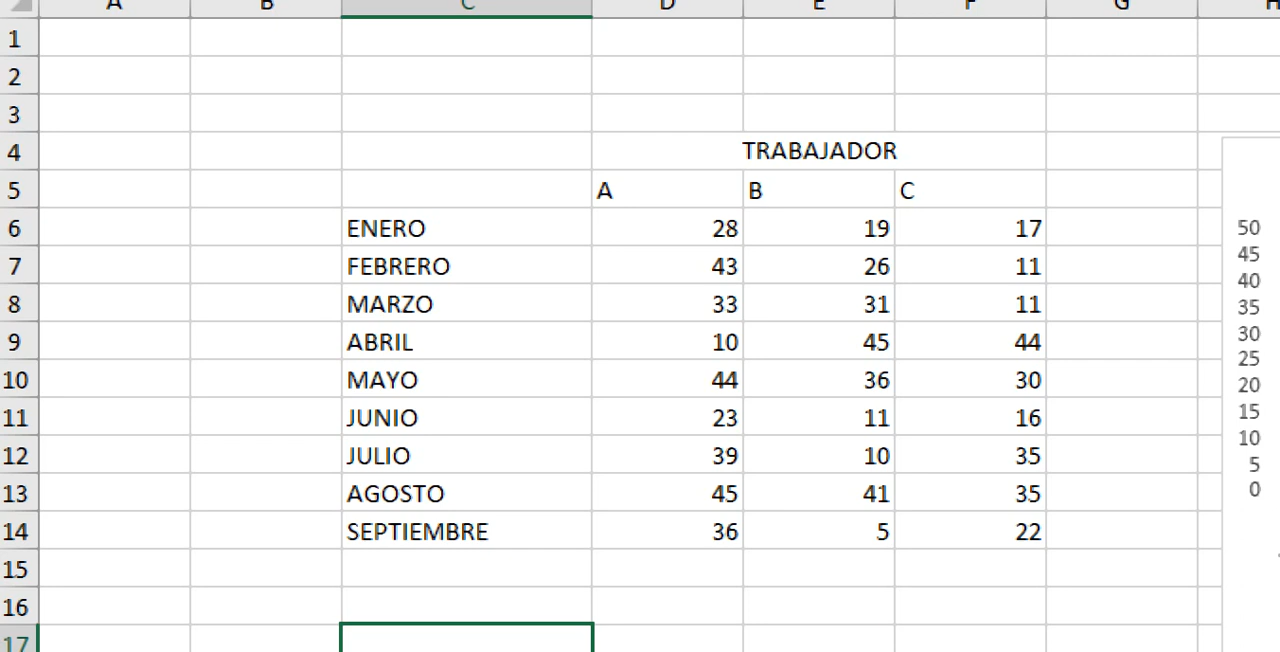 A B C D E F G H
1
2
3
4 TRABAJADOR
5 A B C
6 ENERO 28 19 17 50
7 FEBRERO 43 26 11 45
8 MARZO 33 31 11 40 35
9 ABRIL 10 45 44 30
10 MAYO 44 36 30 25 20
11 JUNIO 23 11 16 15
12 JULIO 39 10 35 10 5
13 AGOSTO 45 41 35 0
14 SEPTIEMBRE 36 5 22
15
16
17